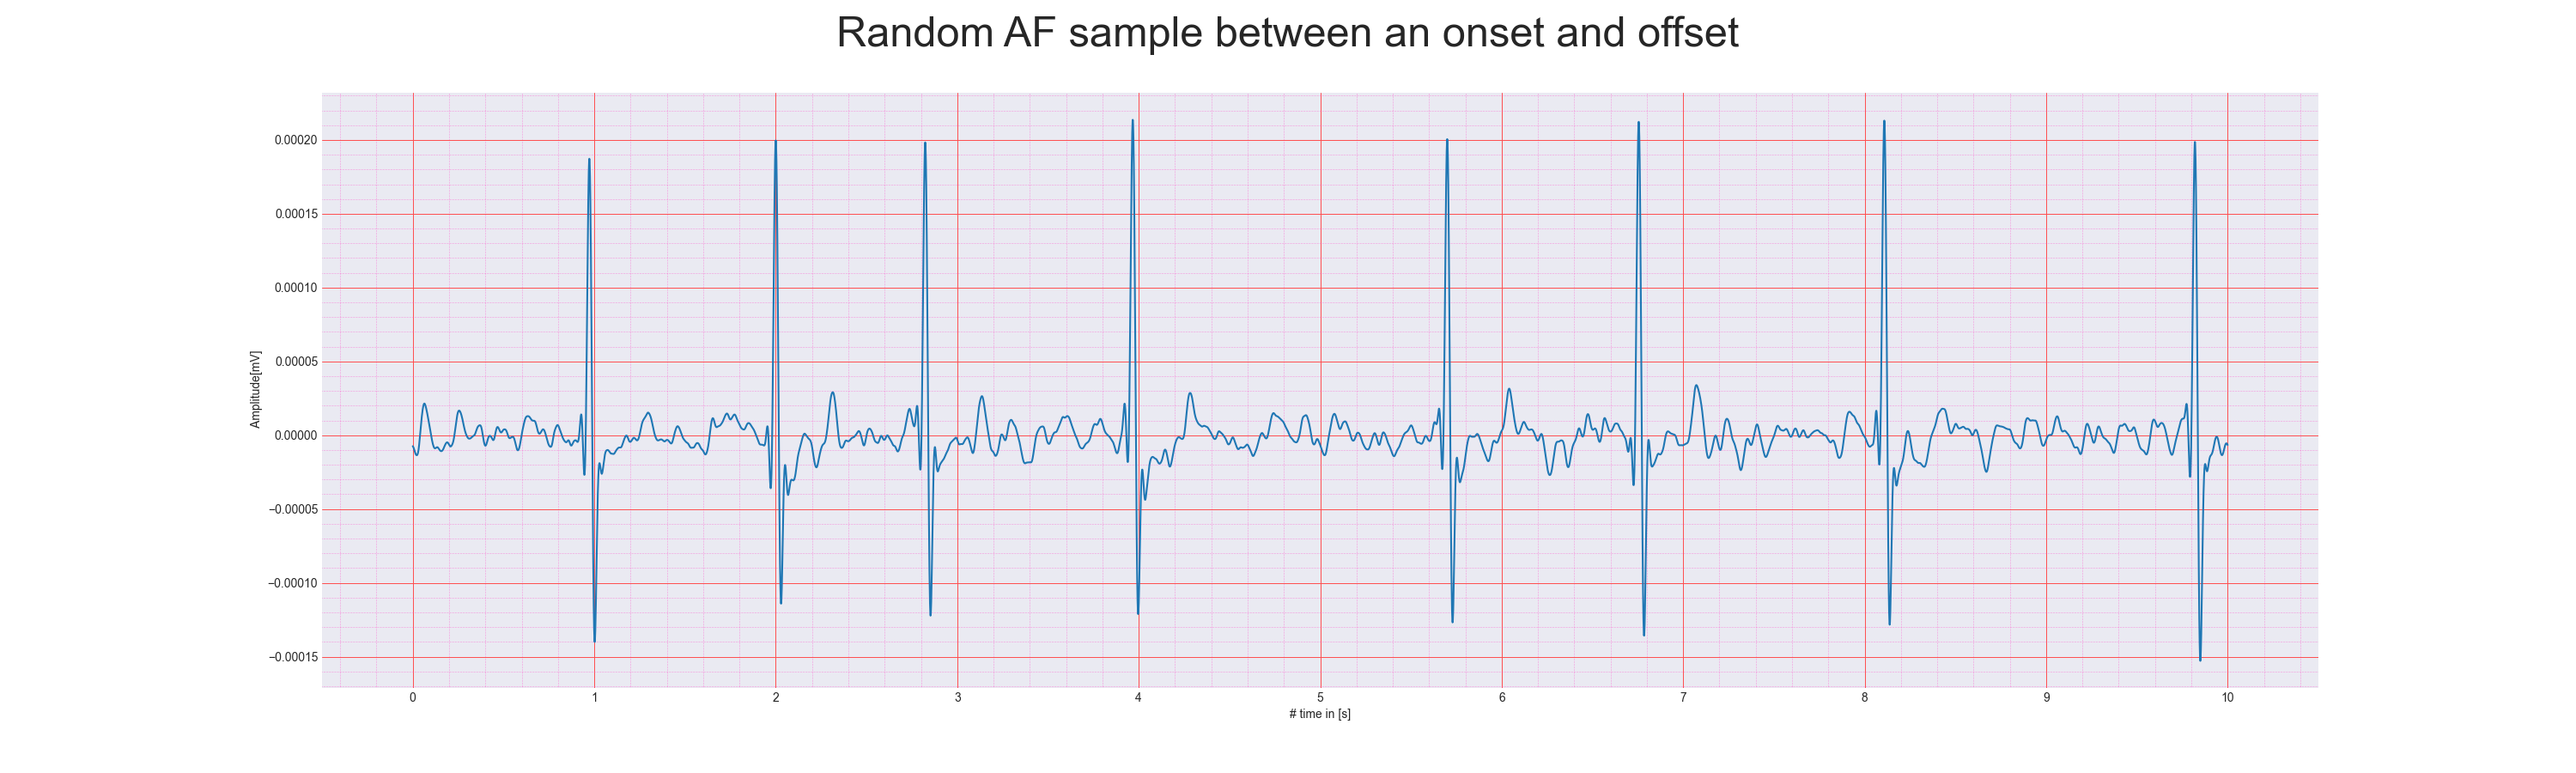 Random AF sample between an onset and offset
0.00020
0.00015
0.00010
0.00005
0.00000
−0.00005
−0.00010
−0.00015
Amplitude[mV]
0 1 2 3 4 5 6 7 8 9 10
# time in [s]